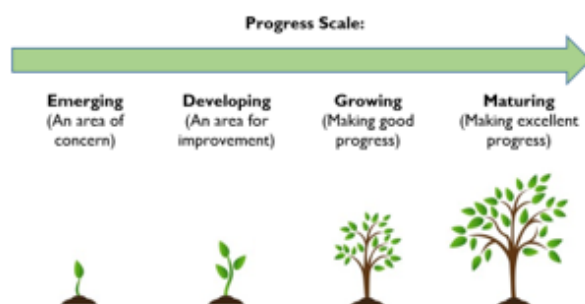 Progress Scale:
Emerging
(An area of
concern)
Developing
(An area for
improvement)
Growing
(Making good
progress)
Maturing
(Making excellent
progress)